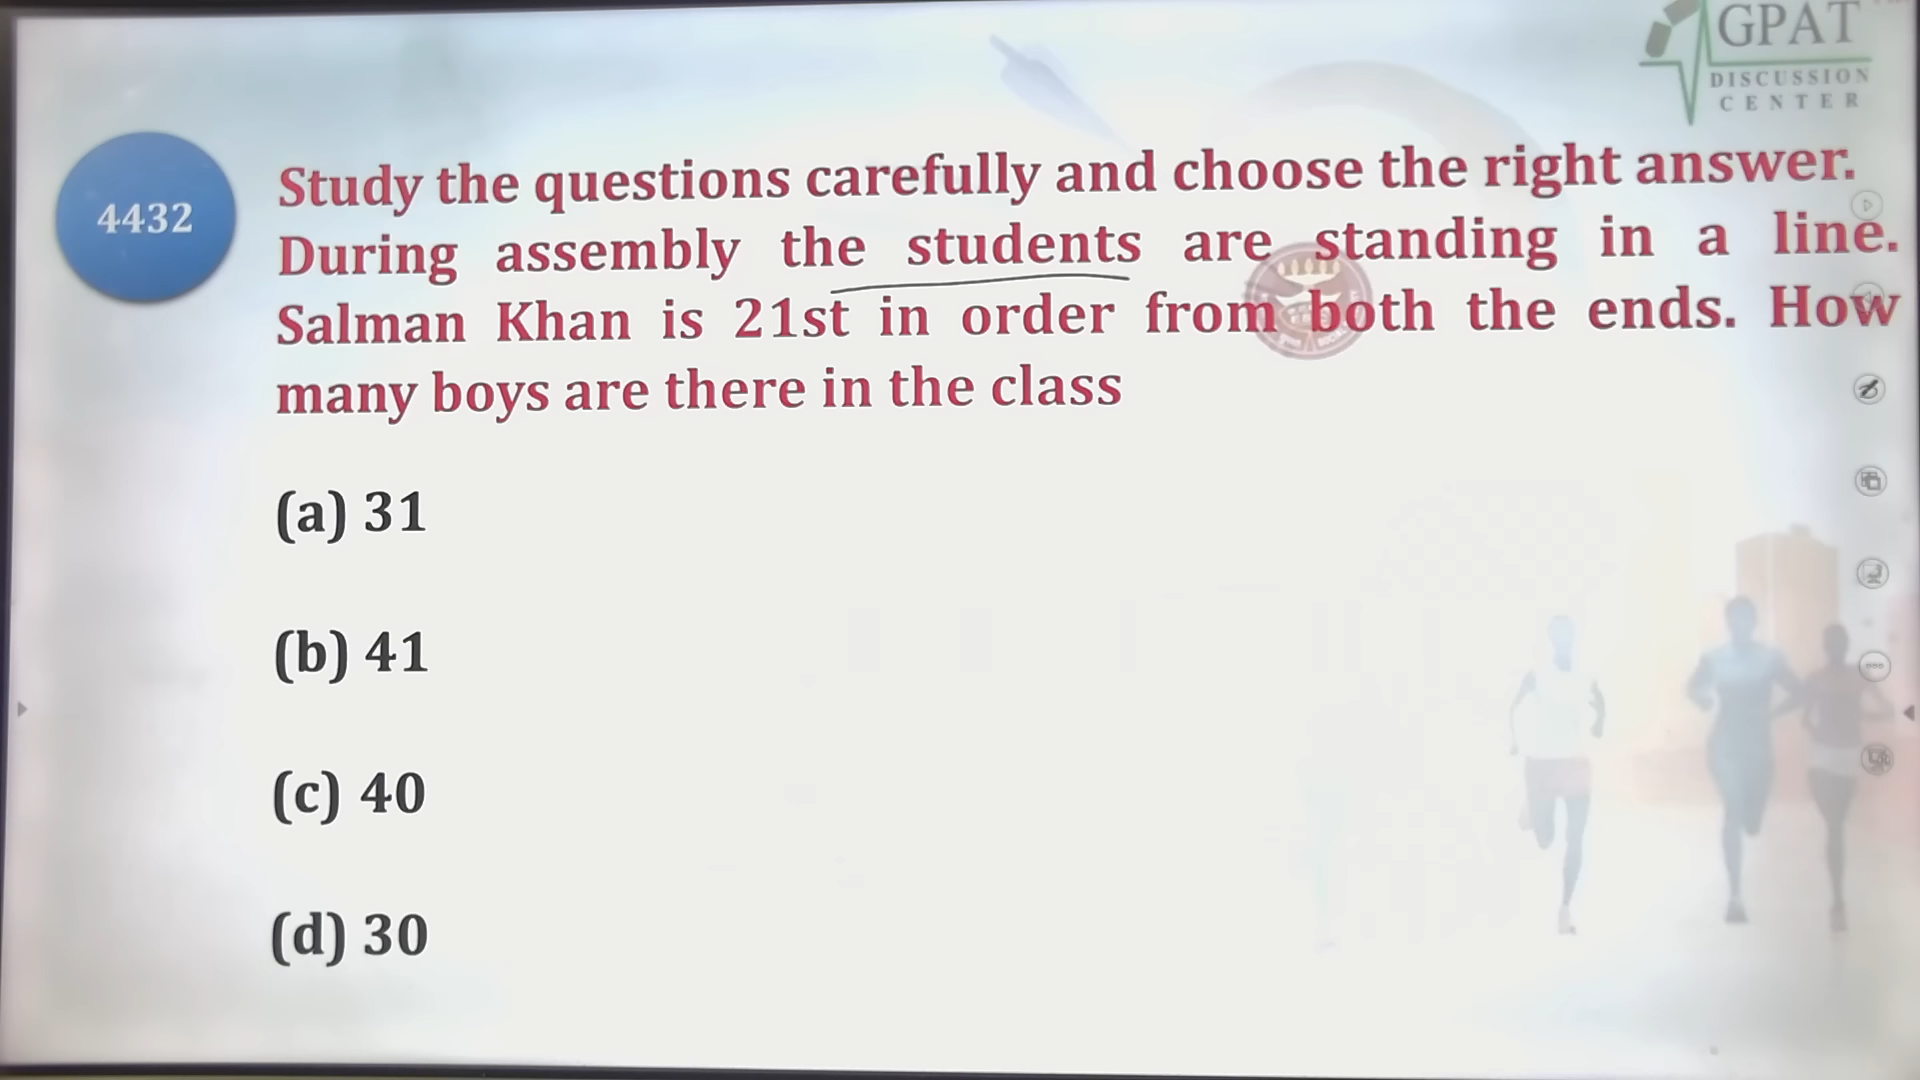 GPAT
DISCUSSION
CENTER
4432
Study the questions carefully and choose the right answer.
During assembly the students are standing in a line.
Salman Khan is 21st in order from both the ends. How
many boys are there in the class
(a) 31
(b) 41
(c) 40
(d) 30